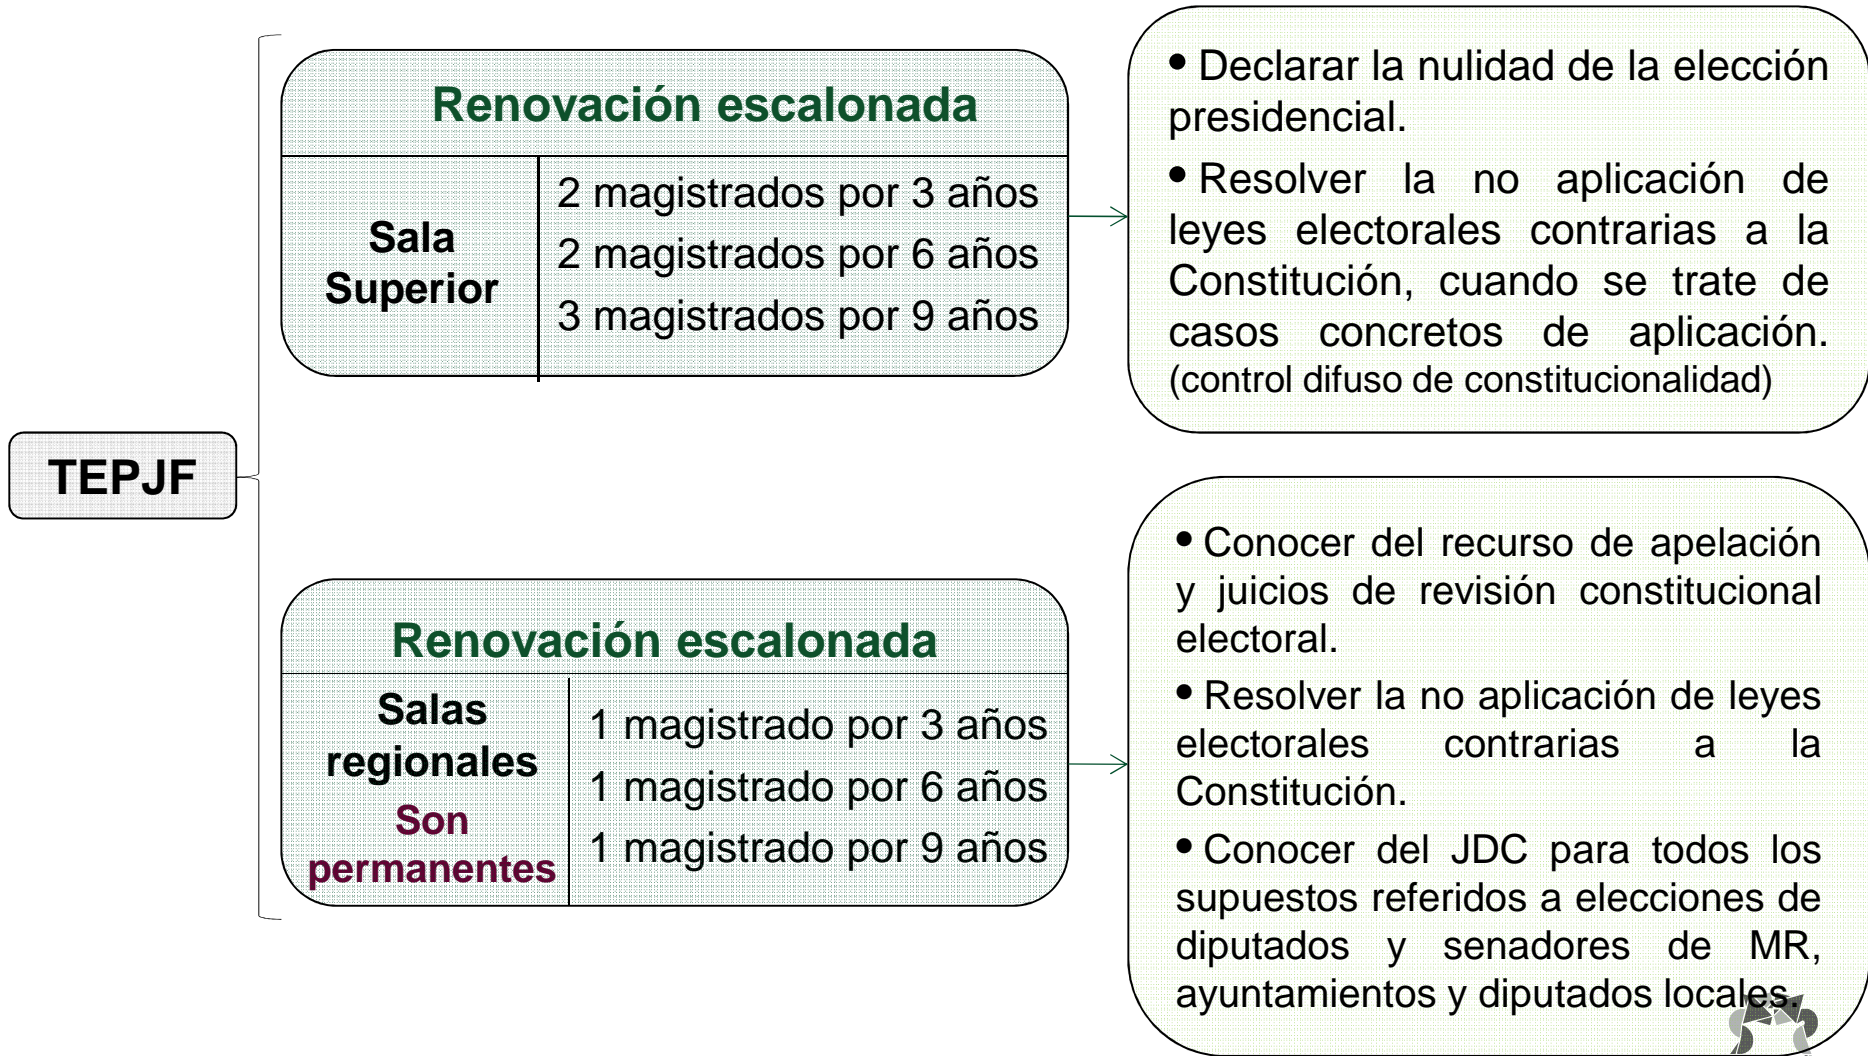 TEPJF
Renovación escalonada
Sala
Superior
2 magistrados por 3 años
2 magistrados por 6 años
3 magistrados por 9 años
• Declarar la nulidad de la elección
presidencial.
• Resolver la no aplicación de
leyes electorales contrarias a la
Constitución, cuando se trate de
casos concretos de aplicación.
(control difuso de constitucionalidad)
Renovación escalonada
Salas
regionales
Son
permanentes
1 magistrado por 3 años
1 magistrado por 6 años
1 magistrado por 9 años
• Conocer del recurso de apelación
y juicios de revisión constitucional
electoral.
• Resolver la no aplicación de leyes
electorales contrarias a la
Constitución.
• Conocer del JDC para todos los
supuestos referidos a elecciones de
diputados y senadores de MR,
ayuntamientos y diputados locales.